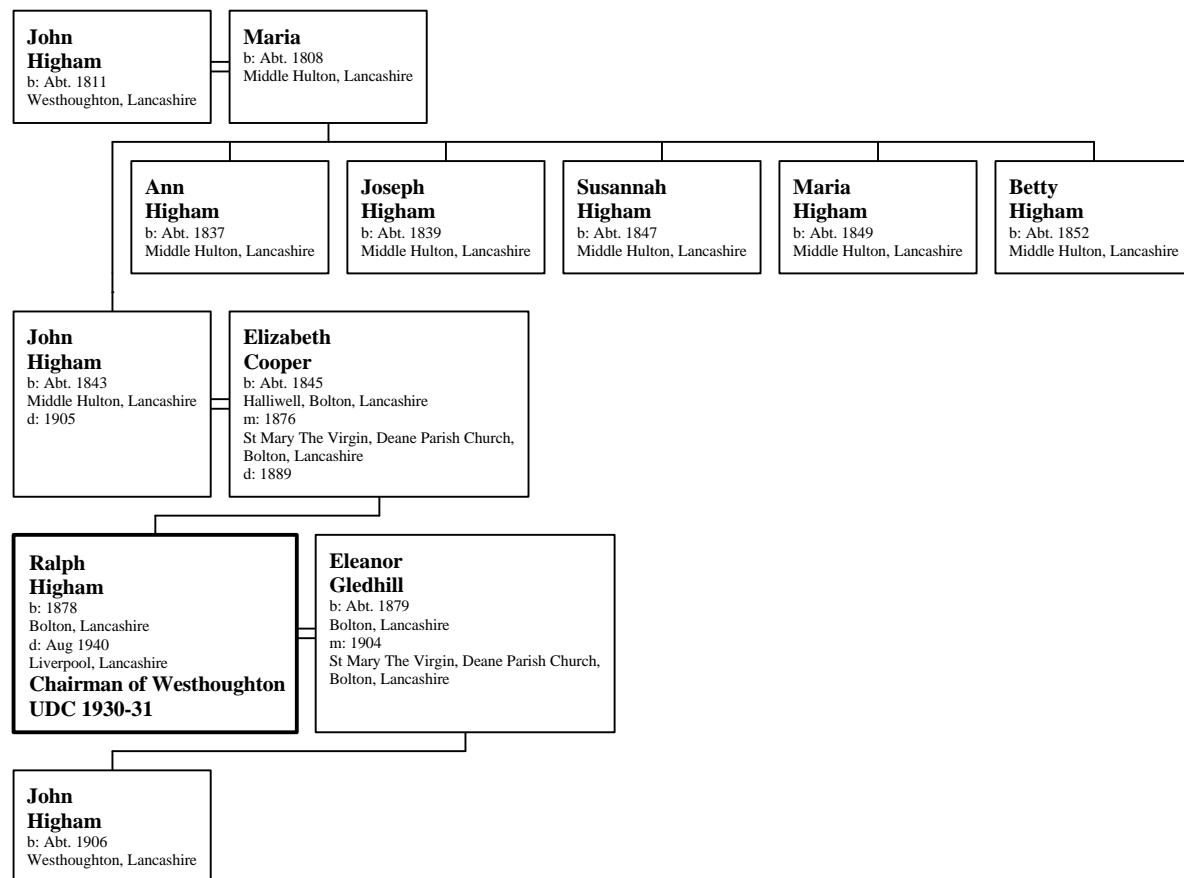 John
Higham
b: Abt. 1811
Westhoughton, Lancashire
Maria
b: Abt. 1808
Middle Hulton, Lancashire
Ann
Higham
b: Abt. 1837
Middle Hulton, Lancashire
Joseph
Higham
b: Abt. 1839
Middle Hulton, Lancashire
Susannah
Higham
b: Abt. 1847
Middle Hulton, Lancashire
Maria
Higham
b: Abt. 1849
Middle Hulton, Lancashire
Betty
Higham
b: Abt. 1852
Middle Hulton, Lancashire
John
Higham
b: Abt. 1843
Middle Hulton, Lancashire
d: 1905
Elizabeth
Cooper
b: Abt. 1845
Halliwell, Bolton, Lancashire
m: 1876
St Mary The Virgin, Deane Parish Church,
Bolton, Lancashire
d: 1889
Ralph
Higham
b: 1878
Bolton, Lancashire
d: Aug 1940
Liverpool, Lancashire
Chairman of Westhoughton
UDC 1930-31
Eleanor
Gledhill
b: Abt. 1879
Bolton, Lancashire
m: 1904
St Mary The Virgin, Deane Parish Church,
Bolton, Lancashire
John
Higham
b: Abt. 1906
Westhoughton, Lancashire